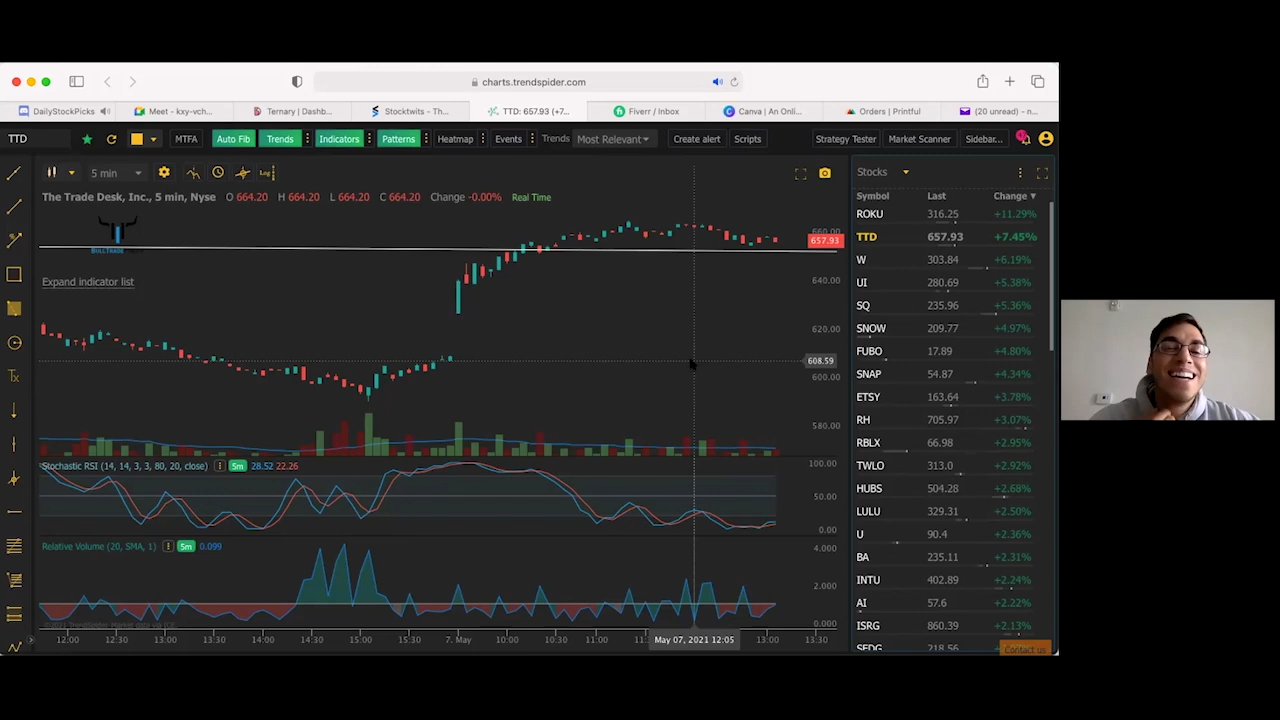 charts.trendspider.com
DailyStockPicks
Meet - kxy-vch...
Ternary | Dashb...
Stocktwits - Th...
TTD: 657.93 (+7...
Fiverr / Inbox
Canva | An Onli...
Orders | Printful
(20 unread) - n...
TTD
MTFA
Auto Fib
Trends
Indicators
Patterns
Heatmap
Events
Trends
Most Relevant
Create alert
Scripts
Strategy Tester
Market Scanner
Sidebar...
5 min
Log
The Trade Desk, Inc., 5 min, Nyse O 664.20 H 664.20 L 664.20 C 664.20 Change -0.00% Real Time
BULLTRADE
Expand indicator list
660.00
657.93
640.00
620.00
608.59
600.00
580.00
Stochastic RSI (14, 14, 3, 3, 80, 20, close) 5m 28.52 22.26
100.00
50.00
0.00
Relative Volume (20, SMA, 1) 5m 0.099
4.000
2.000
0.000
12:00 12:30 13:00 13:30 14:00 14:30 15:00 15:30 7. May 10:00 10:30 11:00 May 07, 2021 12:05 13:00 13:30
Stocks
Symbol Last Change
ROKU 316.25 +11.29%
TTD 657.93 +7.45%
W 303.84 +6.19%
UI 280.69 +5.38%
SQ 235.96 +5.36%
SNOW 209.77 +4.97%
FUBO 17.89 +4.80%
SNAP 54.87 +4.34%
ETSY 163.64 +3.78%
RH 705.97 +3.07%
RBLX 66.98 +2.95%
TWLO 313.0 +2.92%
HUBS 504.28 +2.68%
LULU 329.31 +2.50%
U 90.4 +2.36%
BA 235.11 +2.31%
INTU 402.89 +2.24%
AI 57.6 +2.22%
ISRG 860.39 +2.13%
SEDG 218.56
Contact us